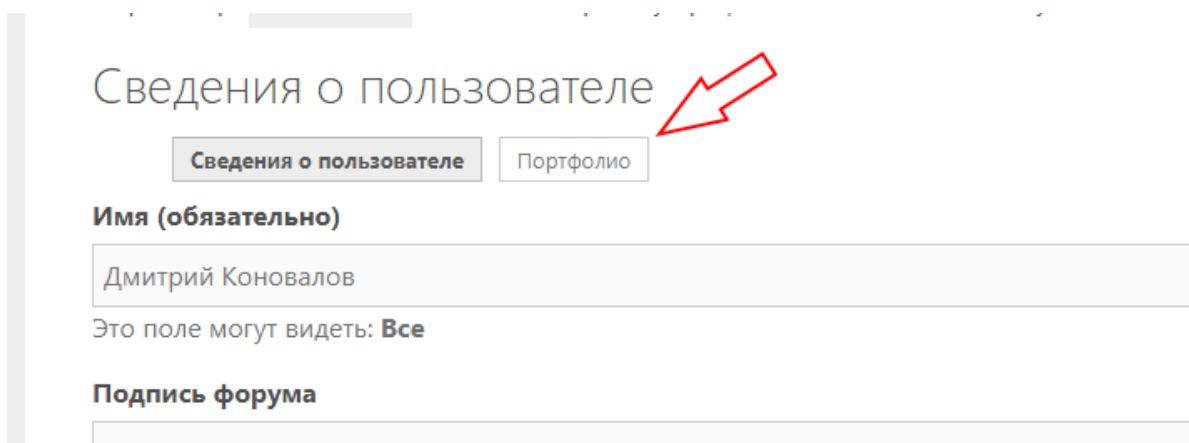 Сведения о пользователе
Сведения о пользователе Портфолио
Имя (обязательно)
Дмитрий Коновалов
Это поле могут видеть: Все
Подпись форума